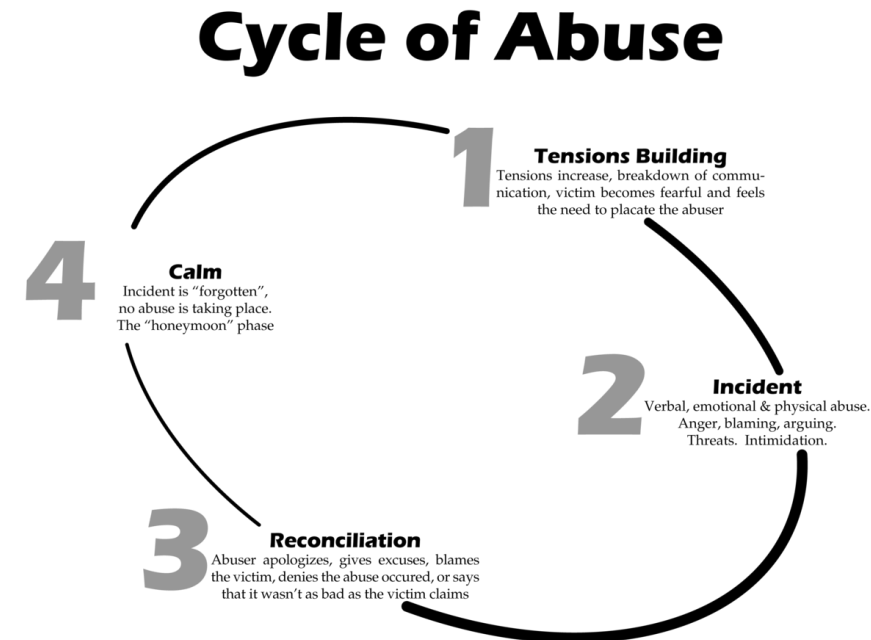 Cycle of Abuse
1
Tensions Building
Tensions increase, breakdown of commu-
nication, victim becomes fearful and feels
the need to placate the abuser
4
Calm
Incident is “forgotten”,
no abuse is taking place.
The “honeymoon” phase
2
Incident
Verbal, emotional & physical abuse.
Anger, blaming, arguing.
Threats. Intimidation.
3
Reconciliation
Abuser apologizes, gives excuses, blames
the victim, denies the abuse occured, or says
that it wasn’t as bad as the victim claims